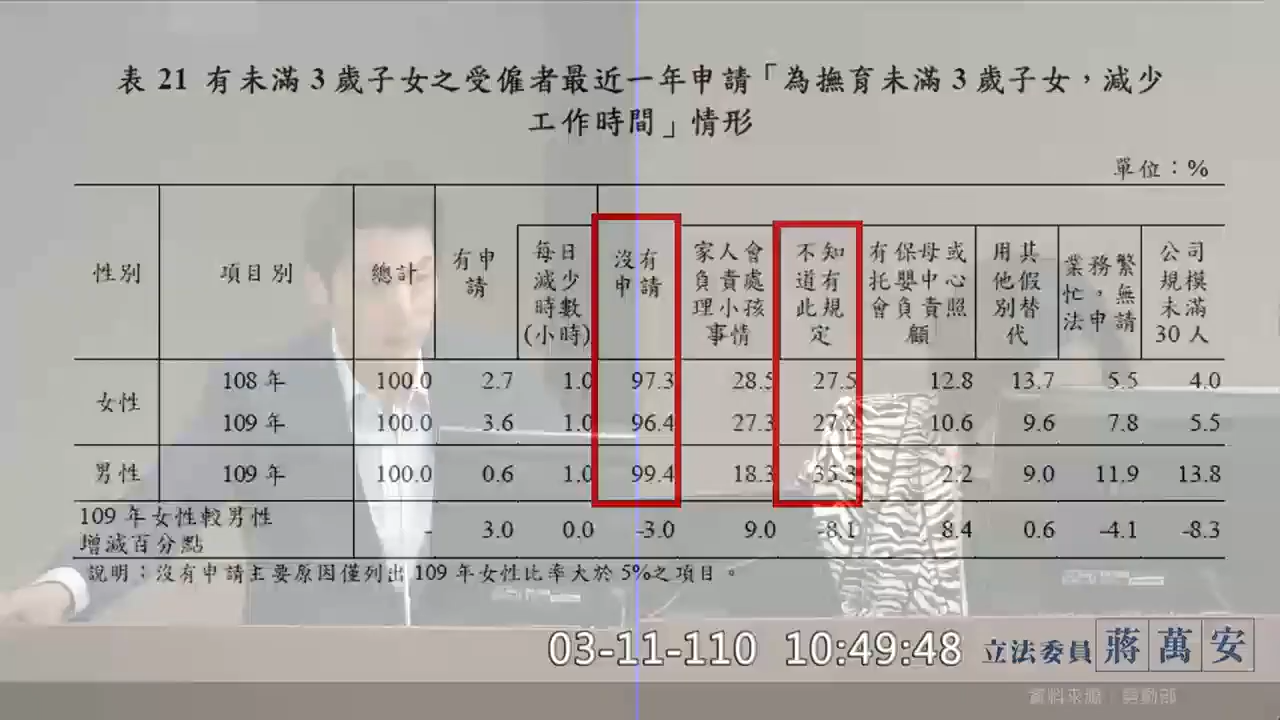 表 21 有未滿 3 歲子女之受僱者最近一年申請「為撫育未滿 3 歲子女，減少
工作時間」情形
單位：%
性別 項目別 總計 有申請 每日減少時數(小時) 沒有申請 家人會負責處理小孩事情 不知道有此規定 有保母或托嬰中心會負責照顧 用其他假別替代 業務繁忙，無法申請 公司規模未滿30人
女性 108 年 100.0 2.7 1.0 97.3 28.5 27.5 12.8 13.7 5.5 4.0
109 年 100.0 3.6 1.0 96.4 27.3 27.2 10.6 9.6 7.8 5.5
男性 109 年 100.0 0.6 1.0 99.4 18.3 35.3 2.2 9.0 11.9 13.8
109 年女性較男性增減百分點 - 3.0 0.0 -3.0 9.0 -8.1 8.4 0.6 -4.1 -8.3
說明：沒有申請主要原因僅列出 109 年女性比率大於 5%之項目。
03-11-110 10:49:48
立法委員 蔣萬安
資料來源：勞動部